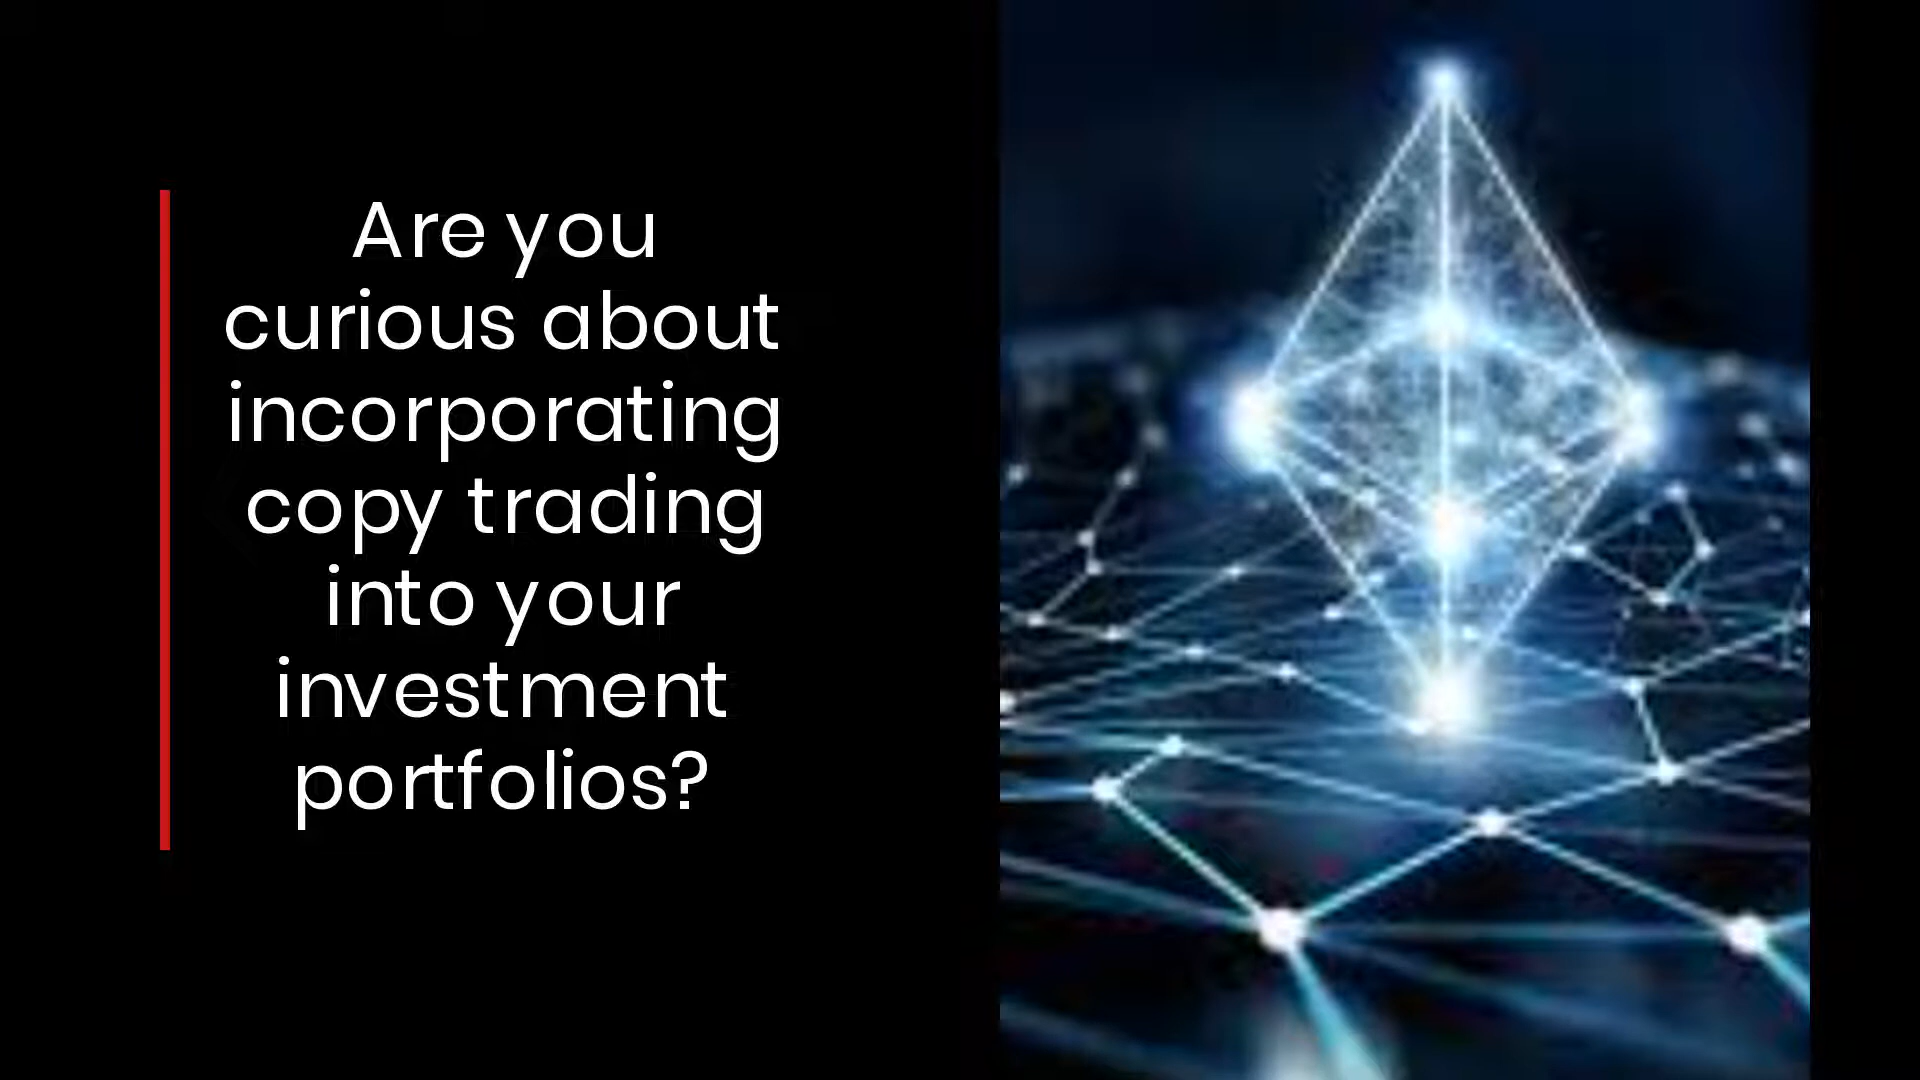 Are you
curious about
incorporating
copy trading
into your
investment
portfolios?